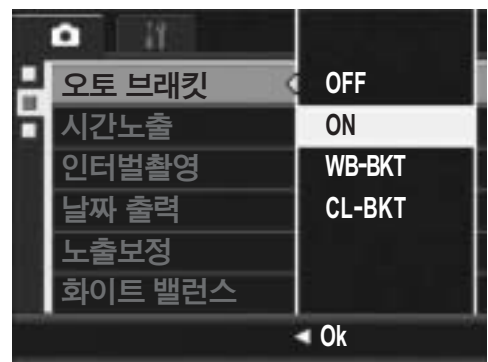 오토 브래킷 OFF
시간노출 ON
인터벌촬영 WB-BKT
날짜 출력 CL-BKT
노출보정
화이트 밸런스
◄ Ok